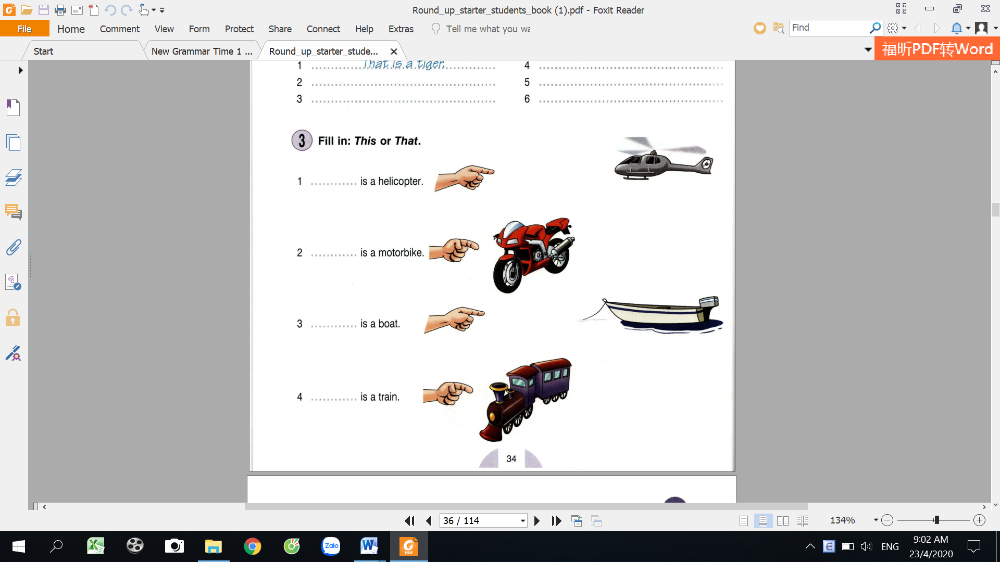 Round_up_starter_students_book (1).pdf - Foxit Reader
File Home Comment View Form Protect Share Connect Help Extras Tell me what you wa
Find
Start
New Grammar Time 1 ...
Round_up_starter_stude...
福昕PDF转Word
1 That is a tiger.
2
3
4
5
6
3 Fill in: This or That.
1 ............ is a helicopter.
2 ............ is a motorbike.
3 ............ is a boat.
4 ............ is a train.
34
36 / 114
134%
Zalo
PDF
ENG
9:02 AM
23/4/2020